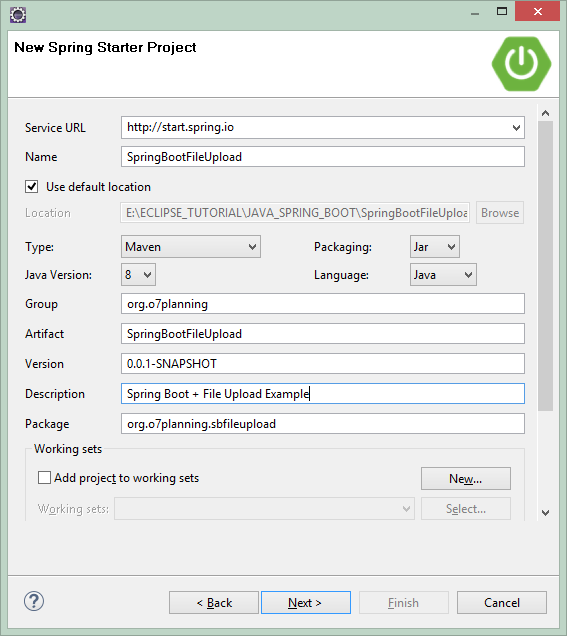 New Spring Starter Project
Service URL http://start.spring.io
Name SpringBootFileUpload
Use default location
Location E:\ECLIPSE_TUTORIAL\JAVA_SPRING_BOOT\SpringBootFileUploa Browse
Type: Maven Packaging: Jar
Java Version: 8 Language: Java
Group org.o7planning
Artifact SpringBootFileUpload
Version 0.0.1-SNAPSHOT
Description Spring Boot + File Upload Example
Package org.o7planning.sbfileupload
Working sets
Add project to working sets New...
Working sets: Select...
? < Back Next > Finish Cancel